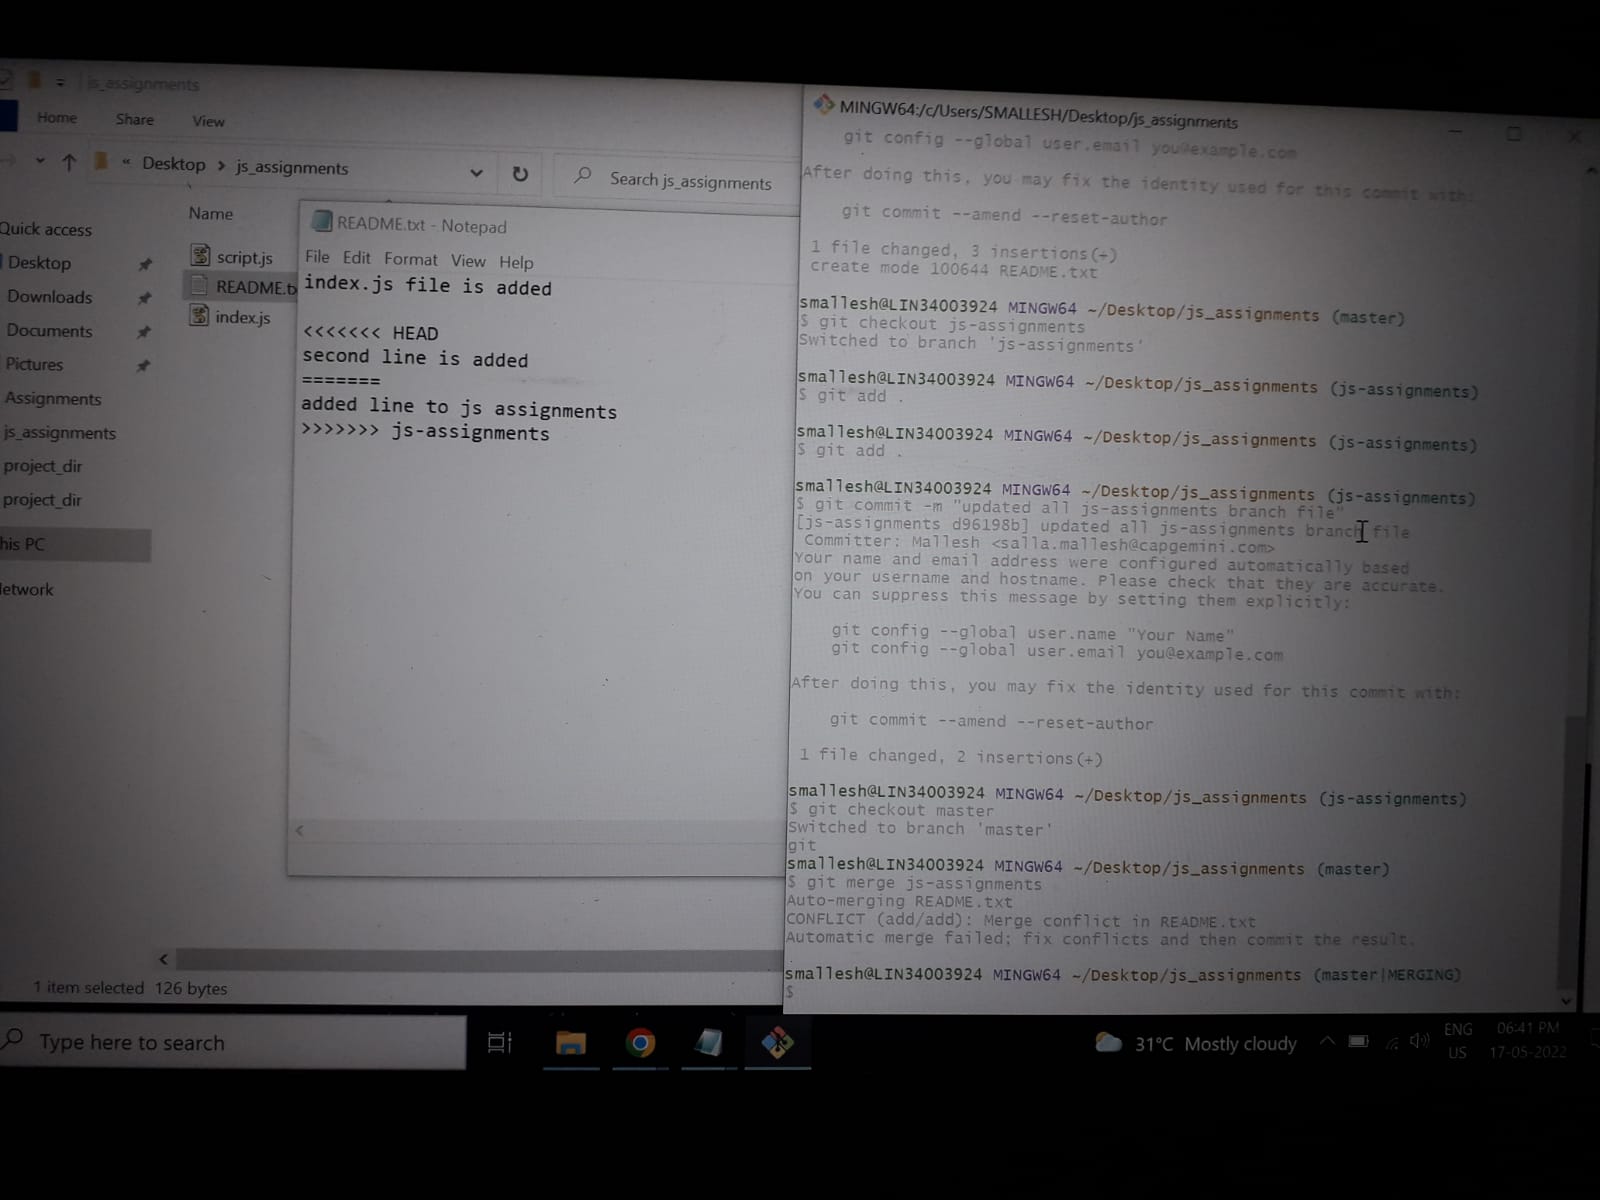 js_assignments
Home Share View
Desktop > js_assignments
Search js_assignments
Quick access
Desktop
Downloads
Documents
Pictures
Assignments
js_assignments
project_dir
project_dir
his PC
letwork
Name
script.js
README.t
index.js
1 item selected 126 bytes
README.txt - Notepad
File Edit Format View Help
index.js file is added
<<<<<<< HEAD
second line is added
=======
added line to js assignments
>>>>>>> js-assignments
MINGW64:/c/Users/SMALLESH/Desktop/js_assignments
git config --global user.email you@example.com
After doing this, you may fix the identity used for this commit with:
git commit --amend --reset-author
1 file changed, 3 insertions(+)
create mode 100644 README.txt
smallesh@LIN34003924 MINGW64 ~/Desktop/js_assignments (master)
$ git checkout js-assignments
Switched to branch 'js-assignments'
smallesh@LIN34003924 MINGW64 ~/Desktop/js_assignments (js-assignments)
$ git add .
smallesh@LIN34003924 MINGW64 ~/Desktop/js_assignments (js-assignments)
$ git add .
smallesh@LIN34003924 MINGW64 ~/Desktop/js_assignments (js-assignments)
$ git commit -m "updated all js-assignments branch file"
[js-assignments d96198b] updated all js-assignments branch file
Committer: Mallesh <salla.mallesh@capgemini.com>
Your name and email address were configured automatically based
on your username and hostname. Please check that they are accurate.
You can suppress this message by setting them explicitly:
git config --global user.name "Your Name"
git config --global user.email you@example.com
After doing this, you may fix the identity used for this commit with:
git commit --amend --reset-author
1 file changed, 2 insertions(+)
smallesh@LIN34003924 MINGW64 ~/Desktop/js_assignments (js-assignments)
$ git checkout master
Switched to branch 'master'
git
smallesh@LIN34003924 MINGW64 ~/Desktop/js_assignments (master)
$ git merge js-assignments
Auto-merging README.txt
CONFLICT (add/add): Merge conflict in README.txt
Automatic merge failed; fix conflicts and then commit the result.
smallesh@LIN34003924 MINGW64 ~/Desktop/js_assignments (master|MERGING)
$
Type here to search
31°C Mostly cloudy
ENG
US
06:41 PM
17-05-2022